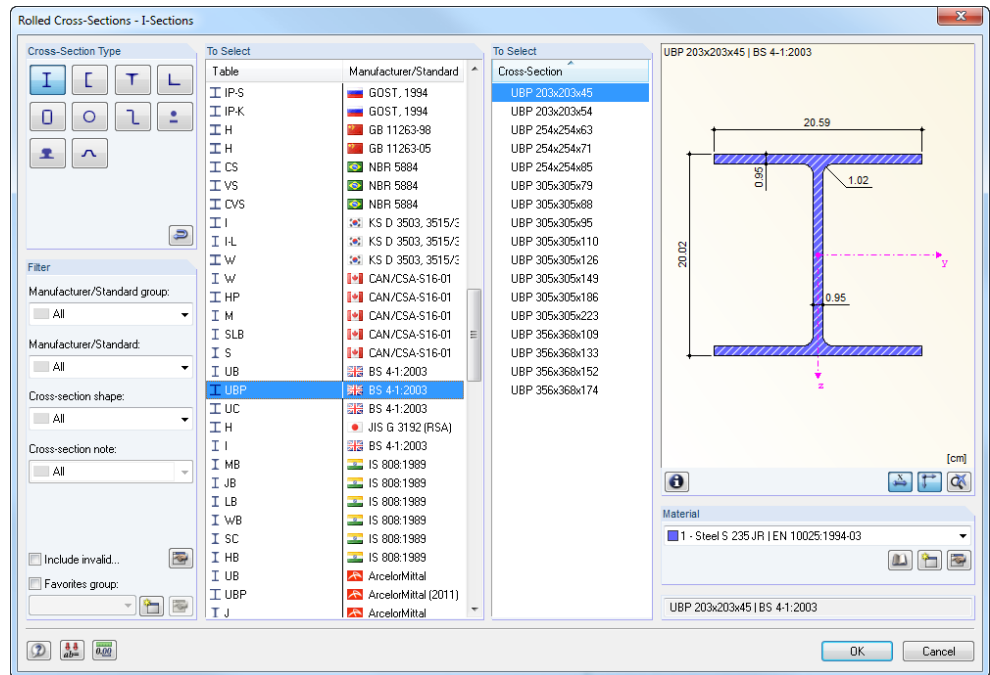 Rolled Cross-Sections - I-Sections
Cross-Section Type
Filter
Manufacturer/Standard group:
All
Manufacturer/Standard:
All
Cross-section shape:
All
Cross-section note:
All
Include invalid...
Favorites group:
To Select
Table Manufacturer/Standard
IP-S GOST, 1994
IP-K GOST, 1994
H GB 11263-98
H GB 11263-05
CS NBR 5884
VS NBR 5884
CVS NBR 5884
I KS D 3503, 3515/3
I-L KS D 3503, 3515/3
W KS D 3503, 3515/3
W CAN/CSA-S16-01
HP CAN/CSA-S16-01
M CAN/CSA-S16-01
SLB CAN/CSA-S16-01
S CAN/CSA-S16-01
UB BS 4-1:2003
UBP BS 4-1:2003
UC BS 4-1:2003
H JIS G 3192 (RSA)
I BS 4-1:2003
MB IS 808:1989
JB IS 808:1989
LB IS 808:1989
WB IS 808:1989
SC IS 808:1989
HB IS 808:1989
UB ArcelorMittal
UBP ArcelorMittal (2011)
J ArcelorMittal
To Select
Cross-Section
UBP 203x203x45
UBP 203x203x54
UBP 254x254x63
UBP 254x254x71
UBP 254x254x85
UBP 305x305x79
UBP 305x305x88
UBP 305x305x95
UBP 305x305x110
UBP 305x305x126
UBP 305x305x149
UBP 305x305x186
UBP 305x305x223
UBP 356x368x109
UBP 356x368x133
UBP 356x368x152
UBP 356x368x174
UBP 203x203x45 | BS 4-1:2003
20.59
0.95
1.02
20.02
y
0.95
z
[cm]
Material
1 - Steel S 235 JR | EN 10025:1994-03
UBP 203x203x45 | BS 4-1:2003
0,00
OK
Cancel